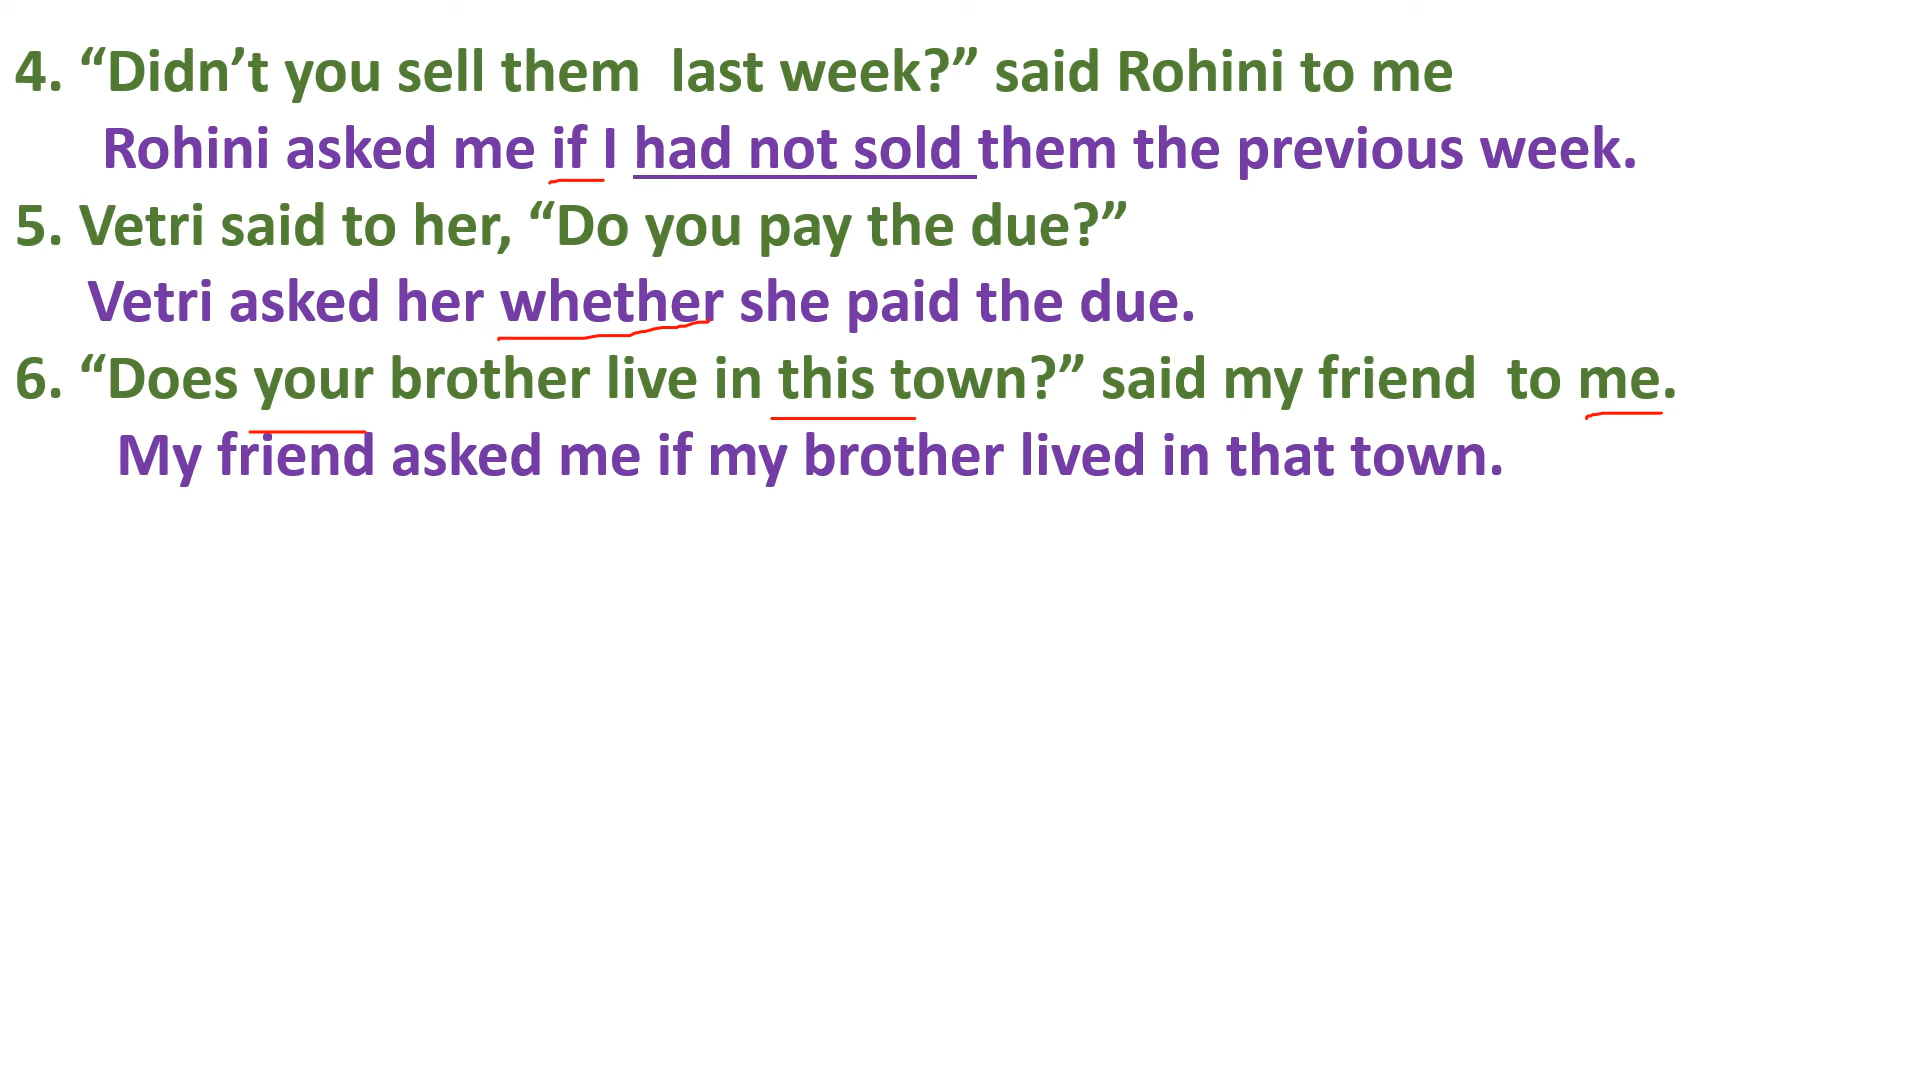 4. “Didn’t you sell them last week?” said Rohini to me
Rohini asked me if I had not sold them the previous week.
5. Vetri said to her, “Do you pay the due?”
Vetri asked her whether she paid the due.
6. “Does your brother live in this town?” said my friend to me.
My friend asked me if my brother lived in that town.